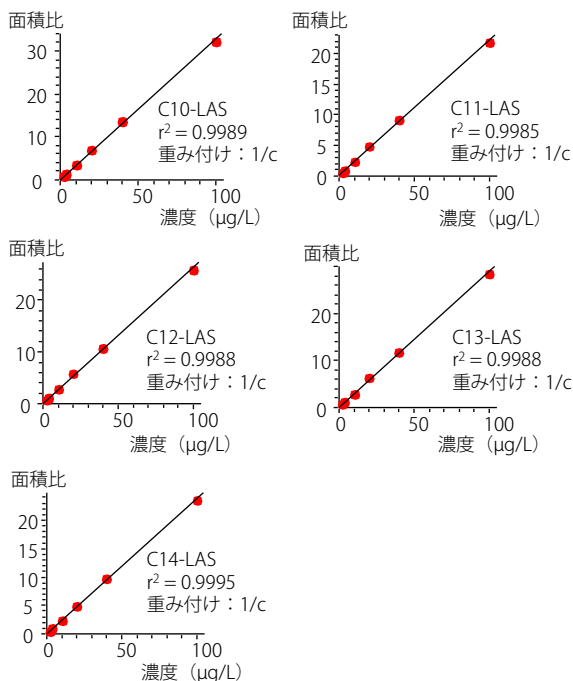 面積比
30
20
10
0
C10-LAS
r² = 0.9989
重み付け：1/c
0
50
100
濃度（µg/L）
面積比
20
15
10
5
0
C11-LAS
r² = 0.9985
重み付け：1/c
0
50
100
濃度（µg/L）
面積比
20
10
0
C12-LAS
r² = 0.9988
重み付け：1/c
0
50
100
濃度（µg/L）
面積比
20
10
0
C13-LAS
r² = 0.9988
重み付け：1/c
0
50
100
濃度（µg/L）
面積比
20
15
10
5
0
C14-LAS
r² = 0.9995
重み付け：1/c
0
50
100
濃度（µg/L）